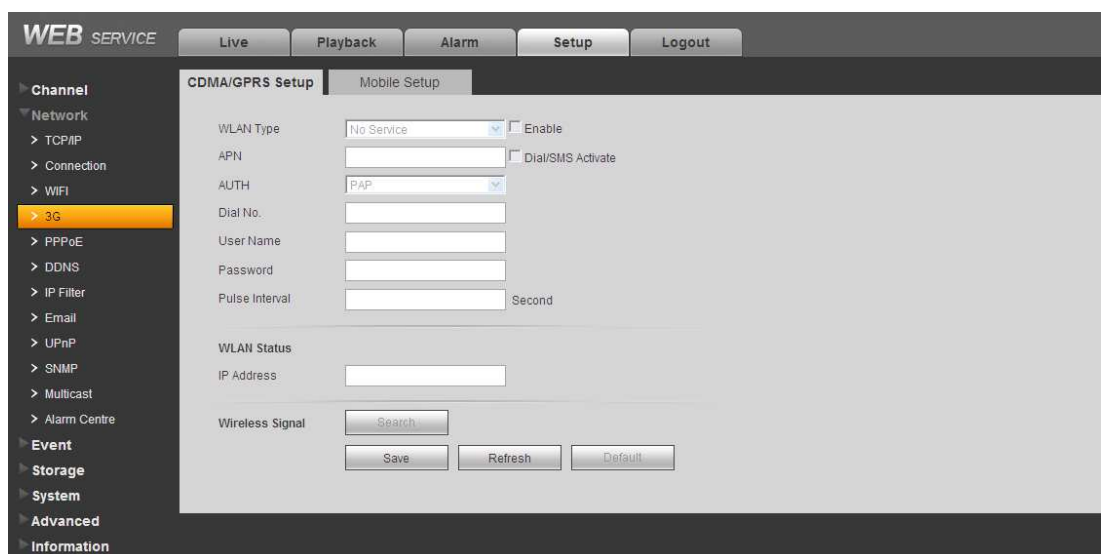 WEB SERVICE
Live Playback Alarm Setup Logout
CDMA/GPRS Setup Mobile Setup
Channel
Network
> TCP/IP
> Connection
> WIFI
> 3G
> PPPoE
> DDNS
> IP Filter
> Email
> UPnP
> SNMP
> Multicast
> Alarm Centre
Event
Storage
System
Advanced
Information
WLAN Type No Service Enable
APN Dial/SMS Activate
AUTH PAP
Dial No.
User Name
Password
Pulse Interval Second
WLAN Status
IP Address
Wireless Signal Search
Save Refresh Default